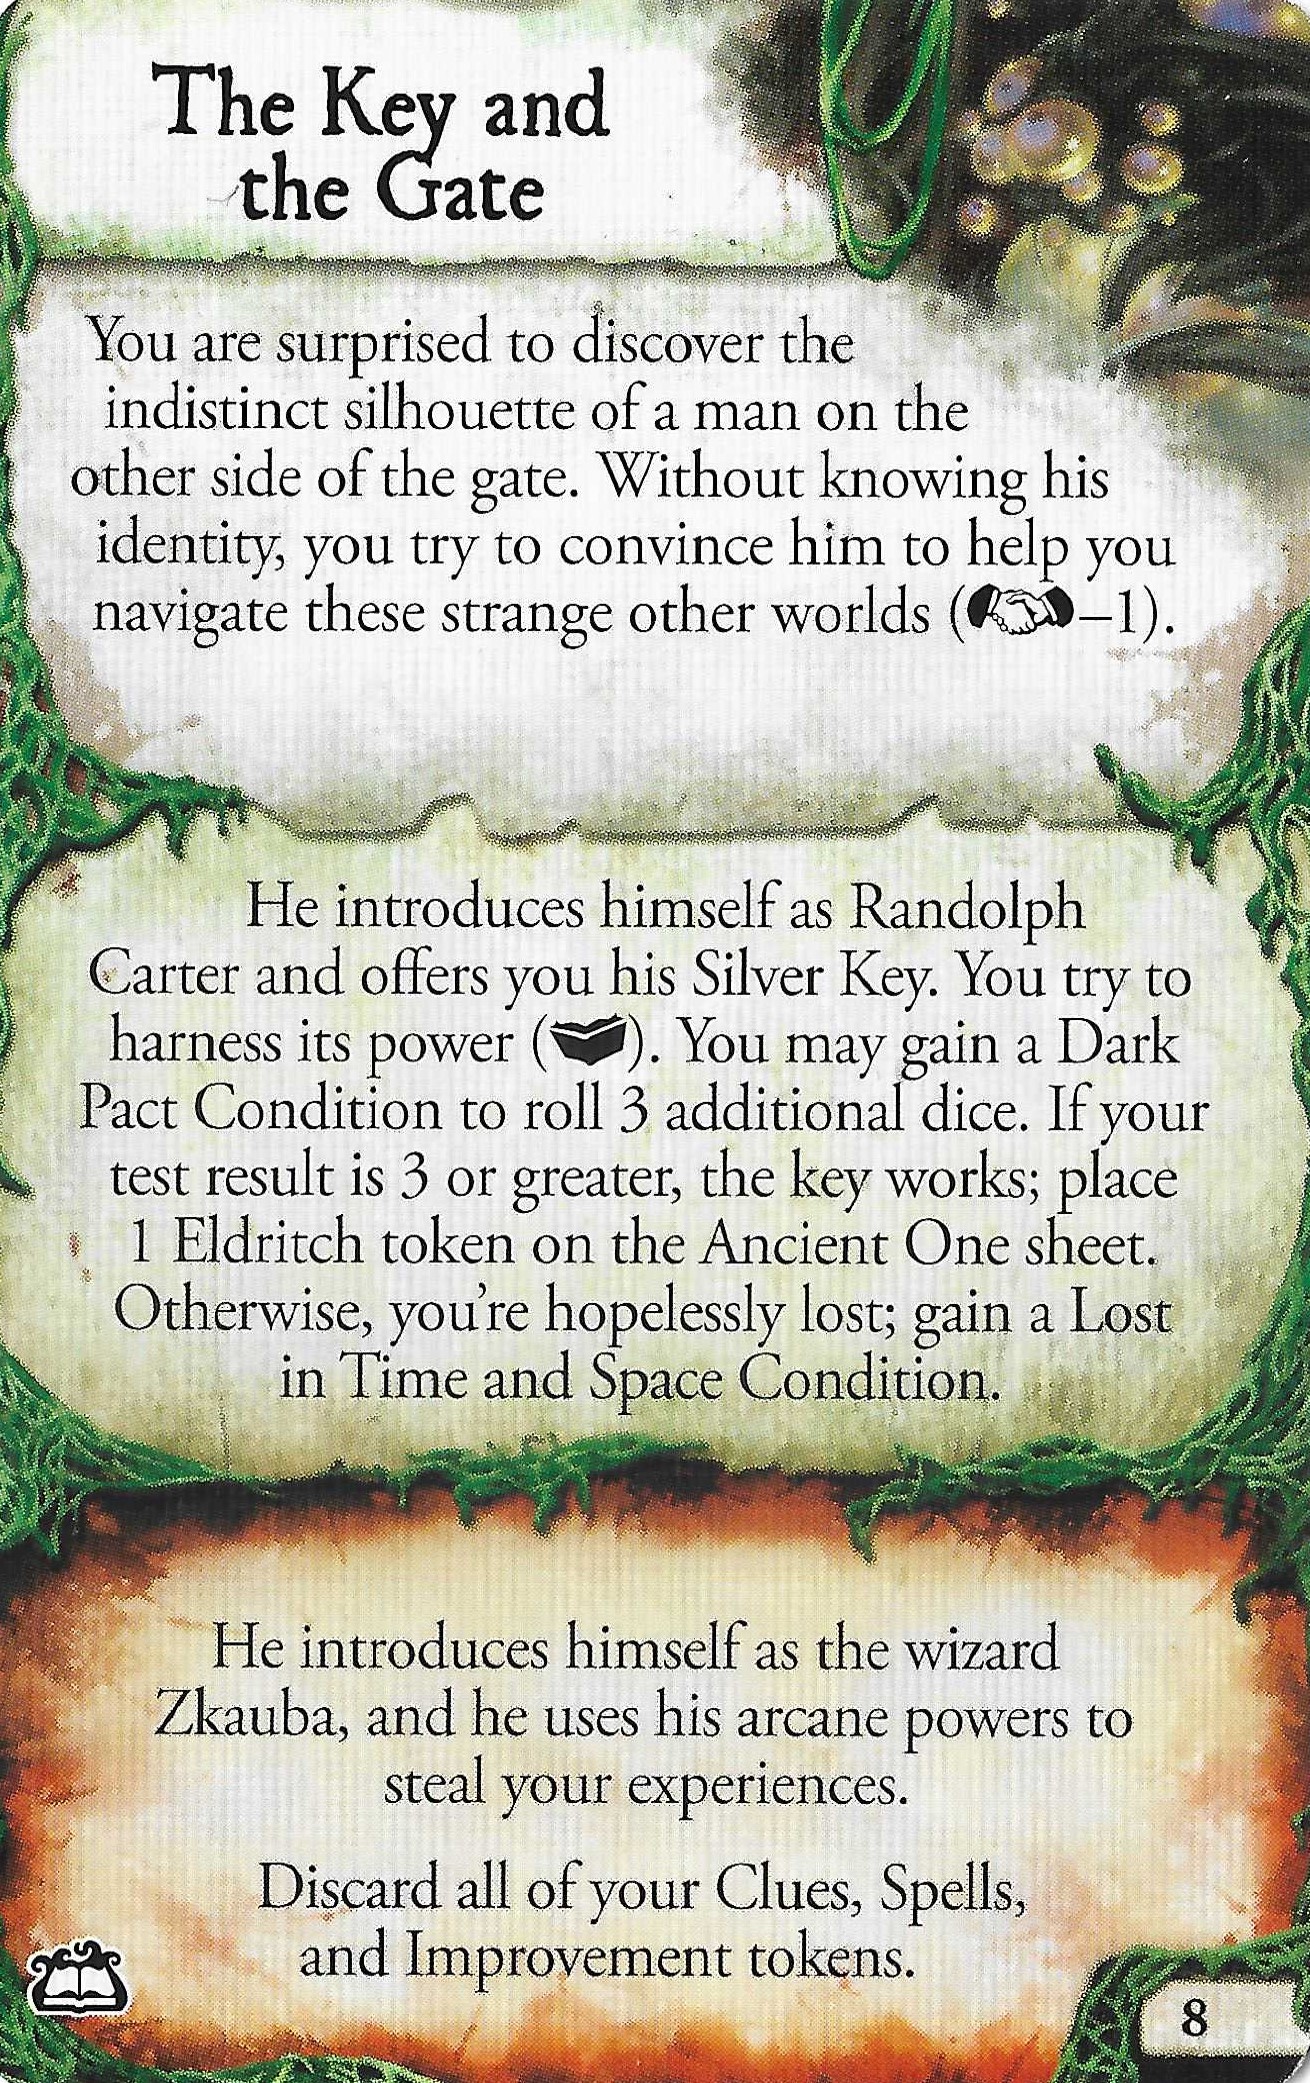 The Key and
the Gate
You are surprised to discover the
indistinct silhouette of a man on the
other side of the gate. Without knowing his
identity, you try to convince him to help you
navigate these strange other worlds (–1).
He introduces himself as Randolph
Carter and offers you his Silver Key. You try to
harness its power (). You may gain a Dark
Pact Condition to roll 3 additional dice. If your
test result is 3 or greater, the key works; place
1 Eldritch token on the Ancient One sheet.
Otherwise, you're hopelessly lost; gain a Lost
in Time and Space Condition.
He introduces himself as the wizard
Zkauba, and he uses his arcane powers to
steal your experiences.
Discard all of your Clues, Spells,
and Improvement tokens.
8